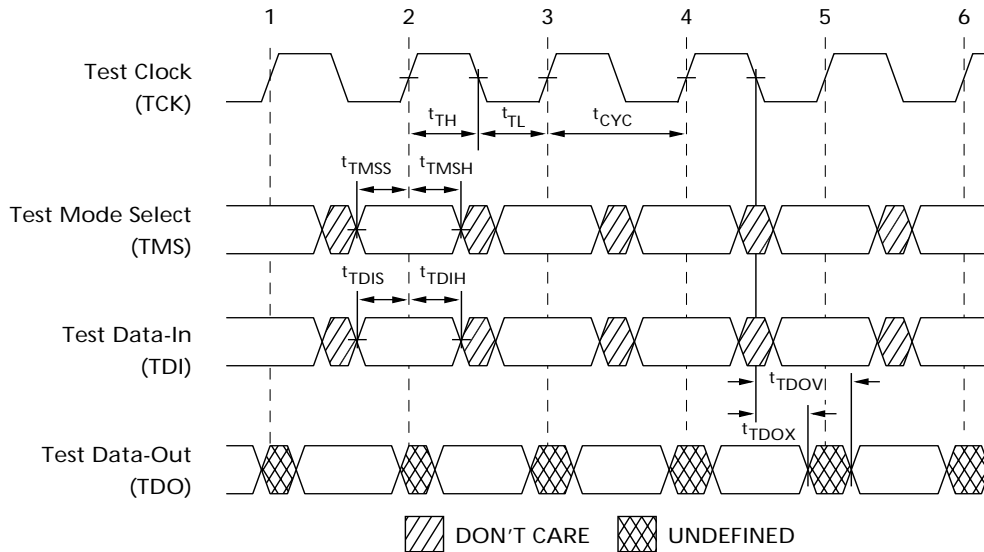 1 2 3 4 5 6
Test Clock
(TCK)
tTH tTL tCYC
tTMSS tTMSH
Test Mode Select
(TMS)
tTDIS tTDIH
Test Data-In
(TDI)
tTDOV
tTDOX
Test Data-Out
(TDO)
DON'T CARE UNDEFINED